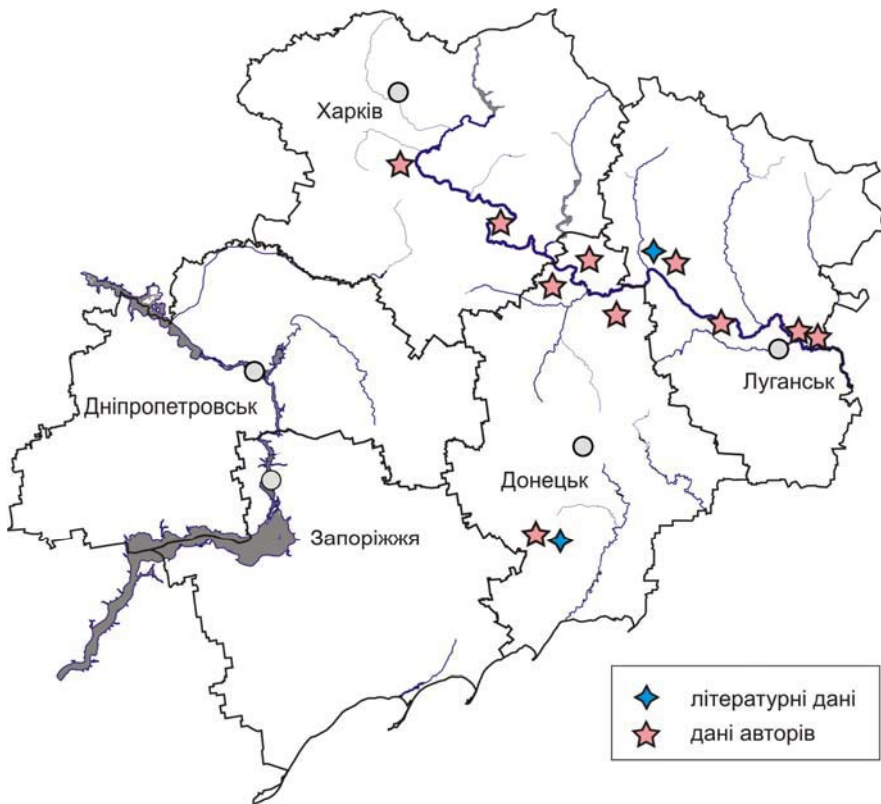 Харків
Луганськ
Дніпропетровськ
Донецьк
Запоріжжя
літературні дані
дані авторів